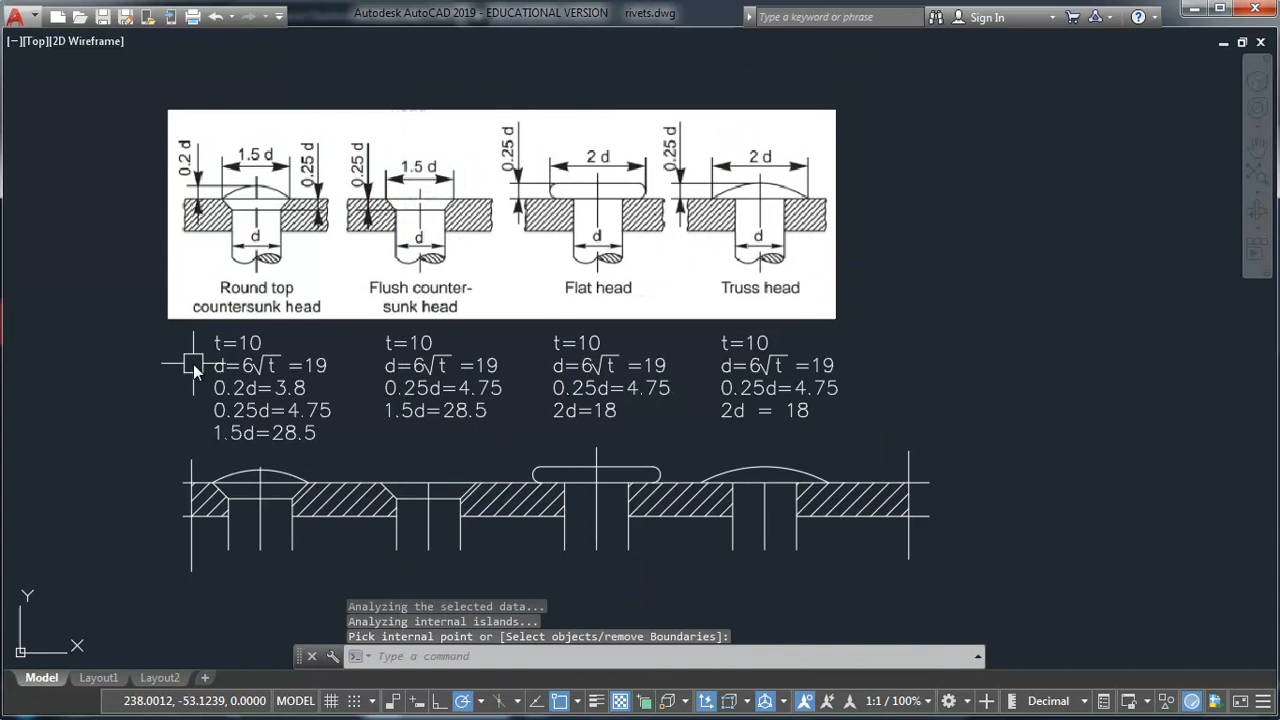 Autodesk AutoCAD 2019 - EDUCATIONAL VERSION rivets.dwg
Type a keyword or phrase
Sign In
[−][Top][2D Wireframe]
0.2 d
1.5 d
0.25 d
0.25 d
1.5 d
0.25 d
2 d
0.25 d
2 d
d
d
d
d
Round top
countersunk head
Flush counter-
sunk head
Flat head
Truss head
t=10
d=6√t =19
0.2d=3.8
0.25d=4.75
1.5d=28.5
t=10
d=6√t =19
0.25d=4.75
1.5d=28.5
t=10
d=6√t =19
0.25d=4.75
2d=18
t=10
d=6√t =19
0.25d=4.75
2d = 18
Y
X
Analyzing the selected data...
Analyzing internal islands...
Pick internal point or [Select objects/remove Boundaries]:
Type a command
Model Layout1 Layout2 +
238.0012, -53.1239, 0.0000 MODEL 1:1 / 100% Decimal